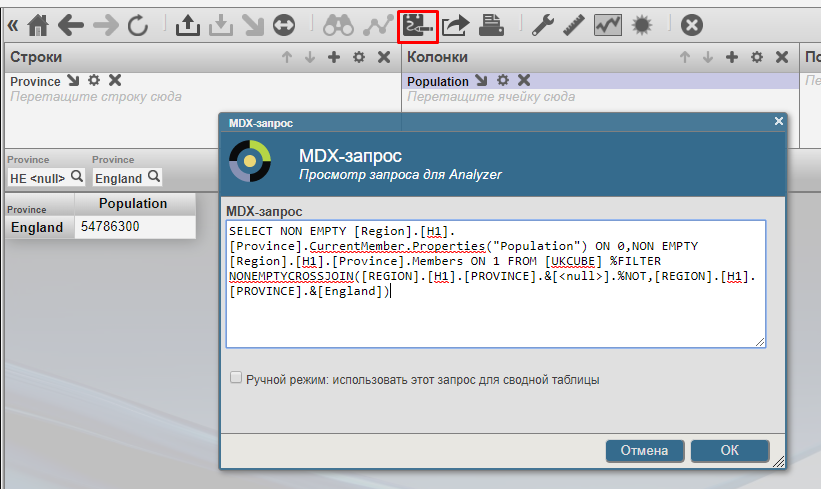 Строки
Колонки
По
Province
Population
Пе
Перетащите строку сюда
Перетащите ячейку сюда
MDX-запрос
MDX-запрос
Просмотр запроса для Analyzer
Province
Province
НЕ <null>
England
Province
Population
England
54786300
MDX-запрос
SELECT NON EMPTY [Region].[H1].
[Province].CurrentMember.Properties("Population") ON 0,NON EMPTY
[Region].[H1].[Province].Members ON 1 FROM [UKCUBE] %FILTER
NONEMPTYCROSSJOIN([REGION].[H1].[PROVINCE].&[<null>].%NOT,[REGION].[H1].
[PROVINCE].&[England])
Ручной режим: использовать этот запрос для сводной таблицы
Отмена
OK